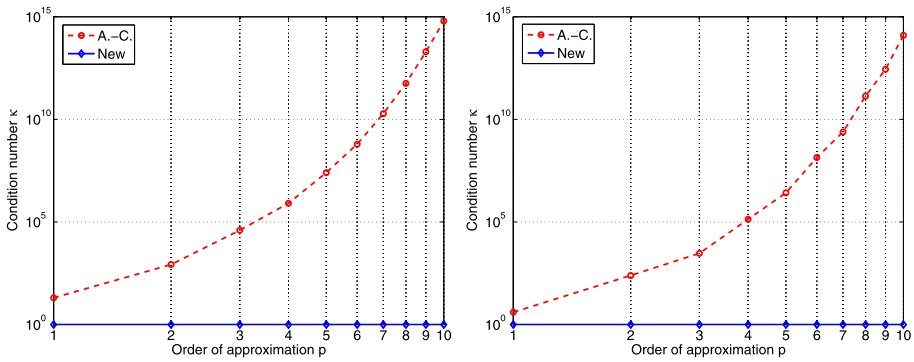 10^15
10^10
10^5
10^0
Condition number κ
A.−C.
New
1 2 3 4 5 6 7 8 9 10
Order of approximation p
10^15
10^10
10^5
10^0
Condition number κ
A.−C.
New
1 2 3 4 5 6 7 8 9 10
Order of approximation p